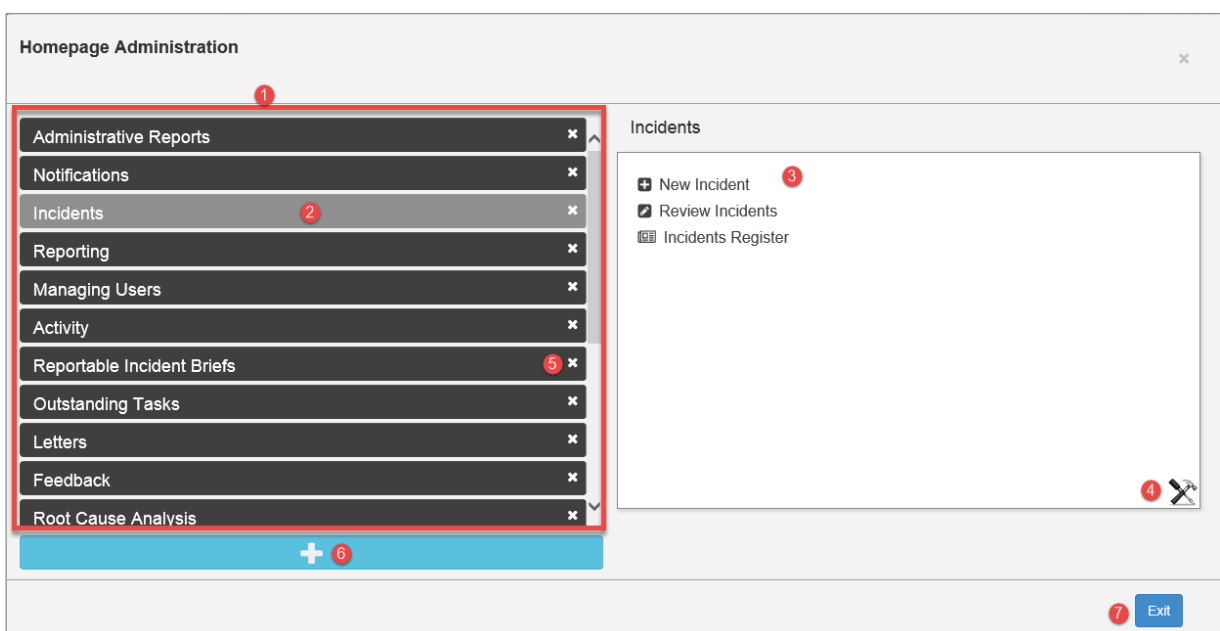 Homepage Administration
1
Administrative Reports
Notifications
Incidents 2
Reporting
Managing Users
Activity
Reportable Incident Briefs 5
Outstanding Tasks
Letters
Feedback
Root Cause Analysis
6
Incidents
New Incident 3
Review Incidents
Incidents Register
4
7 Exit